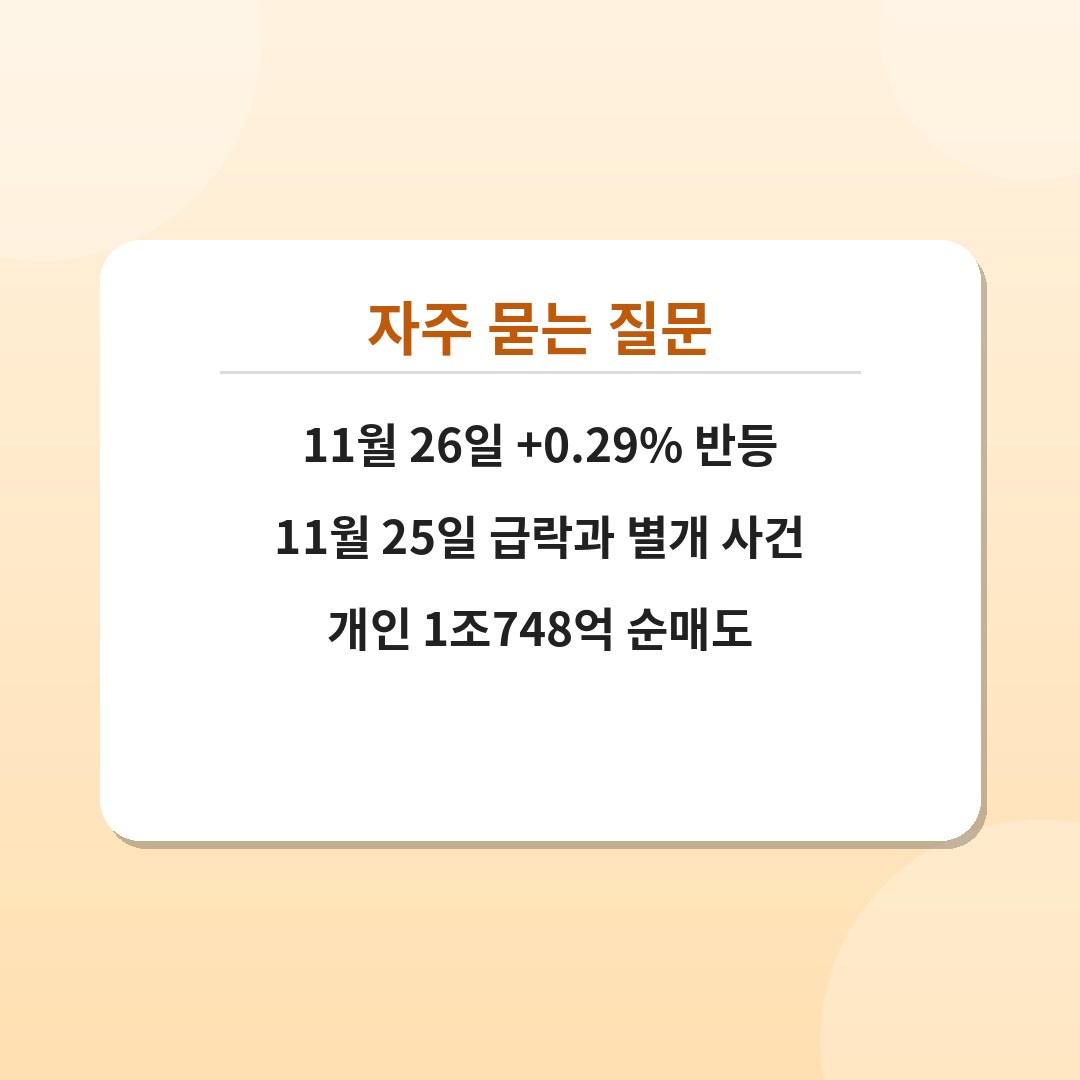 자주 묻는 질문
11월 26일 +0.29% 반등
11월 25일 급락과 별개 사건
개인 1조748억 순매도